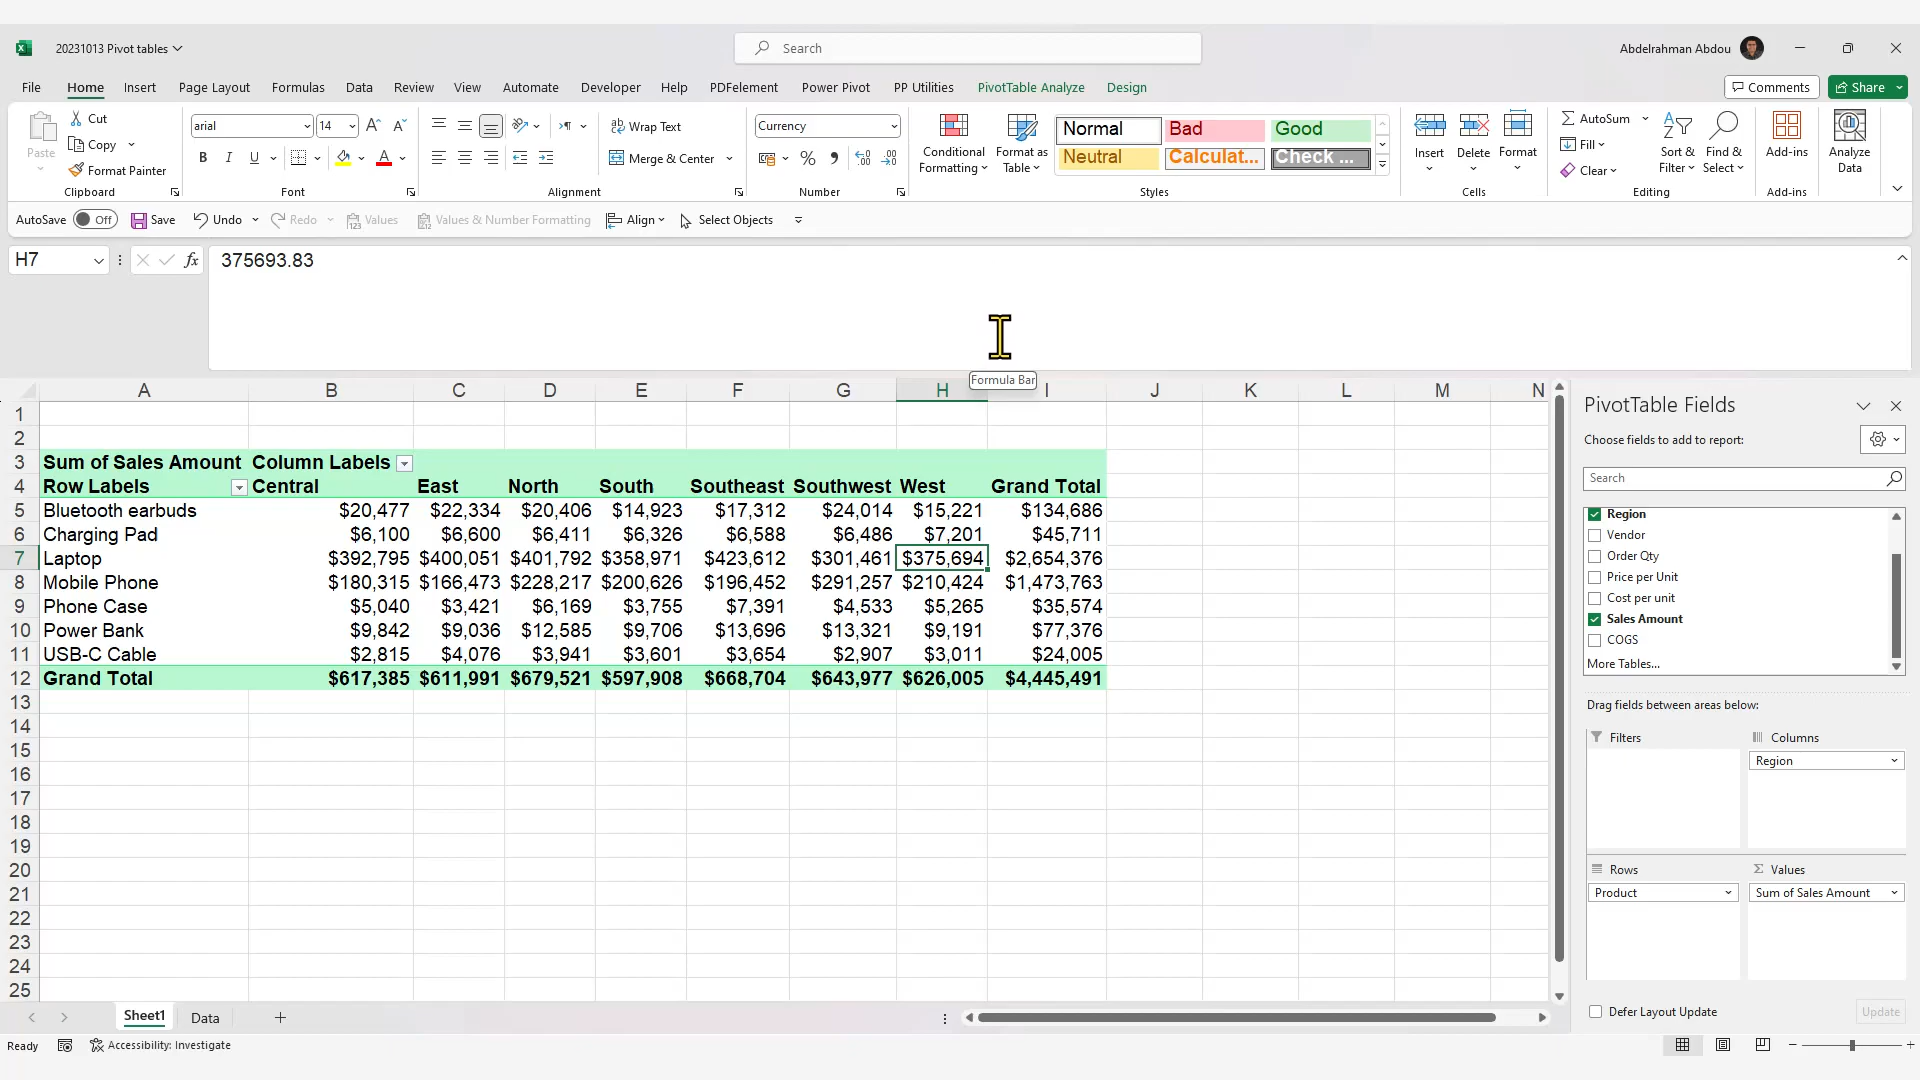 20231013 Pivot tables
Search
Abdelrahman Abdou
File Home Insert Page Layout Formulas Data Review View Automate Developer Help PDFelement Power Pivot PP Utilities PivotTable Analyze Design Comments Share
Paste
Cut
Copy
Format Painter
Clipboard
arial 14
B I U
Font
Wrap Text
Merge & Center
Alignment
Currency
Number
Conditional Formatting
Format as Table
Normal Bad Good
Neutral Calculat... Check ...
Styles
Insert Delete Format
Cells
AutoSum
Fill
Clear
Sort & Filter
Find & Select
Editing
Add-ins
Add-ins
Analyze Data
AutoSave Off Save Undo Redo Values Values & Number Formatting Align Select Objects
H7 fx 375693.83
Formula Bar
A B C D E F G H I J K L M N
1
2
3 Sum of Sales Amount Column Labels
4 Row Labels Central East North South Southeast Southwest West Grand Total
5 Bluetooth earbuds $20,477 $22,334 $20,406 $14,923 $17,312 $24,014 $15,221 $134,686
6 Charging Pad $6,100 $6,600 $6,411 $6,326 $6,588 $6,486 $7,201 $45,711
7 Laptop $392,795 $400,051 $401,792 $358,971 $423,612 $301,461 $375,694 $2,654,376
8 Mobile Phone $180,315 $166,473 $228,217 $200,626 $196,452 $291,257 $210,424 $1,473,763
9 Phone Case $5,040 $3,421 $6,169 $3,755 $7,391 $4,533 $5,265 $35,574
10 Power Bank $9,842 $9,036 $12,585 $9,706 $13,696 $13,321 $9,191 $77,376
11 USB-C Cable $2,815 $4,076 $3,941 $3,601 $3,654 $2,907 $3,011 $24,005
12 Grand Total $617,385 $611,991 $679,521 $597,908 $668,704 $643,977 $626,005 $4,445,491
13
14
15
16
17
18
19
20
21
22
23
24
25
PivotTable Fields
Choose fields to add to report:
Search
Region
Vendor
Order Qty
Price per Unit
Cost per unit
Sales Amount
COGS
More Tables...
Drag fields between areas below:
Filters
Columns
Region
Rows
Product
Values
Sum of Sales Amount
Defer Layout Update
Update
Sheet1 Data
Ready Accessibility: Investigate